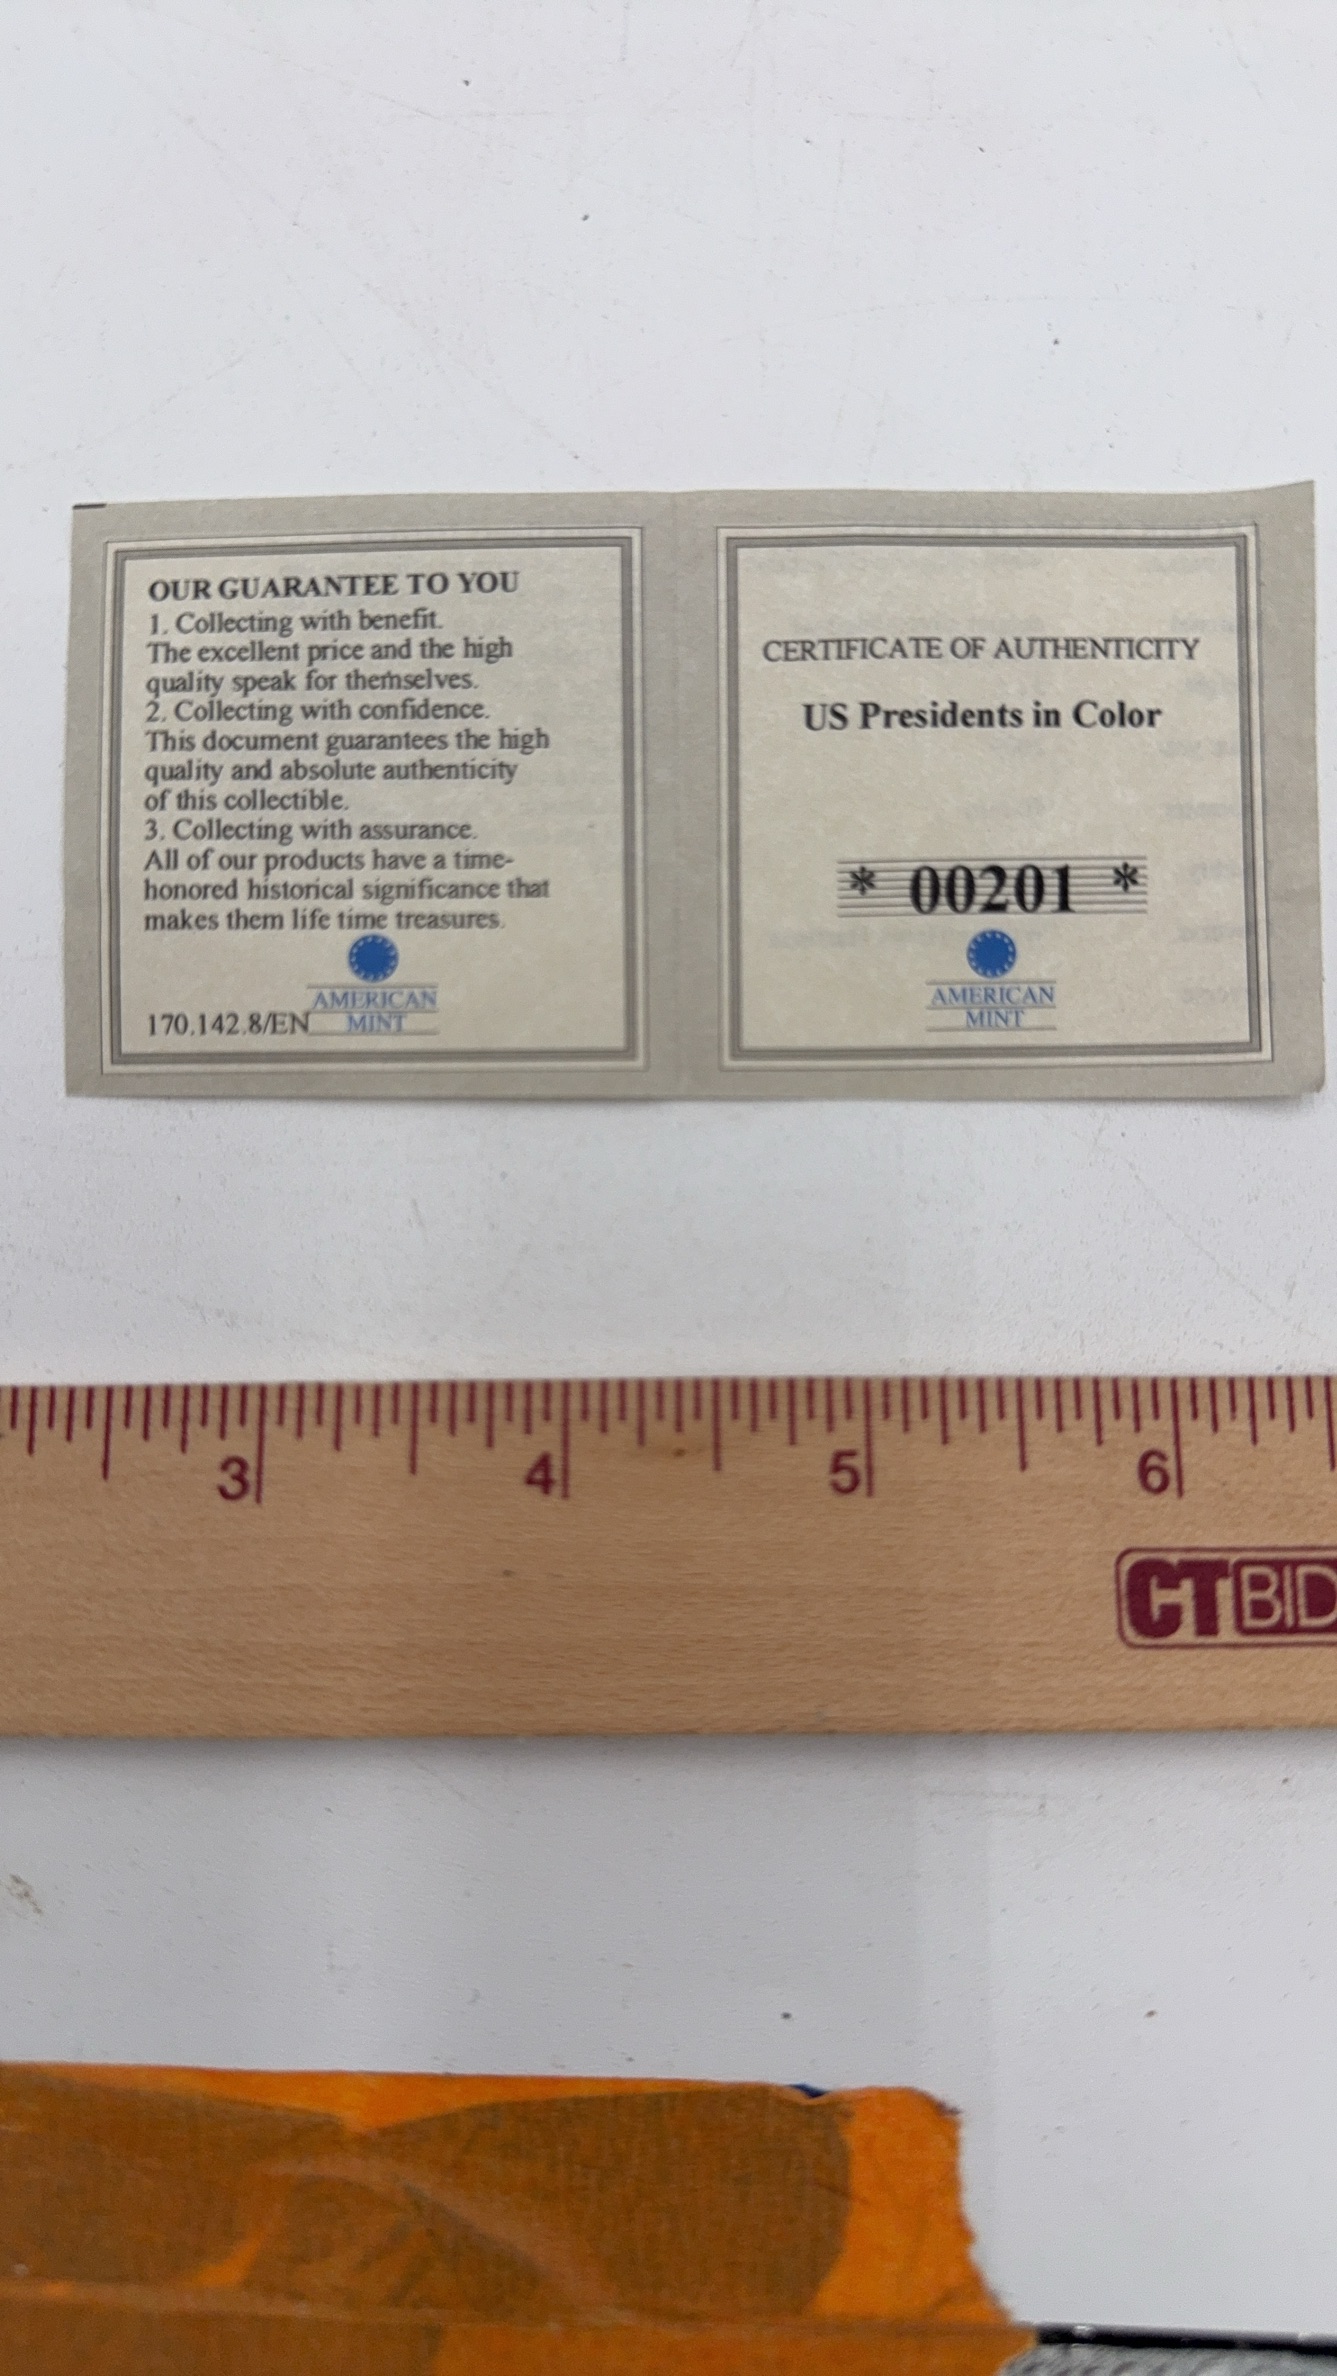 OUR GUARANTEE TO YOU
1. Collecting with benefit.
The excellent price and the high
quality speak for themselves.
2. Collecting with confidence.
This document guarantees the high
quality and absolute authenticity
of this collectible.
3. Collecting with assurance.
All of our products have a time-
honored historical significance that
makes them life time treasures.
AMERICAN
MINT
170.142.8/EN
CERTIFICATE OF AUTHENTICITY
US Presidents in Color
* 00201 *
AMERICAN
MINT
3 4 5 6
CTBID